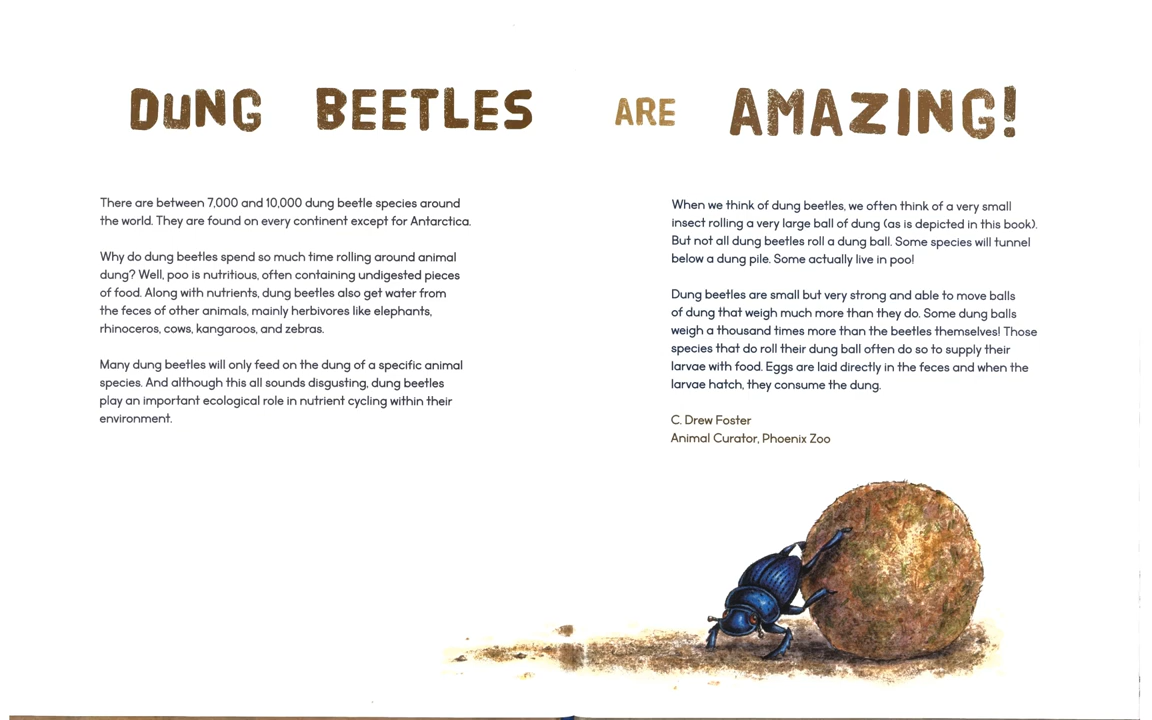 DUNG BEETLES ARE AMAZING!
There are between 7,000 and 10,000 dung beetle species around
the world. They are found on every continent except for Antarctica.
Why do dung beetles spend so much time rolling around animal
dung? Well, poo is nutritious, often containing undigested pieces
of food. Along with nutrients, dung beetles also get water from
the feces of other animals, mainly herbivores like elephants,
rhinoceros, cows, kangaroos, and zebras.
Many dung beetles will only feed on the dung of a specific animal
species. And although this all sounds disgusting, dung beetles
play an important ecological role in nutrient cycling within their
environment.
When we think of dung beetles, we often think of a very small
insect rolling a very large ball of dung (as is depicted in this book).
But not all dung beetles roll a dung ball. Some species will tunnel
below a dung pile. Some actually live in poo!
Dung beetles are small but very strong and able to move balls
of dung that weigh much more than they do. Some dung balls
weigh a thousand times more than the beetles themselves! Those
species that do roll their dung ball often do so to supply their
larvae with food. Eggs are laid directly in the feces and when the
larvae hatch, they consume the dung.
C. Drew Foster
Animal Curator, Phoenix Zoo